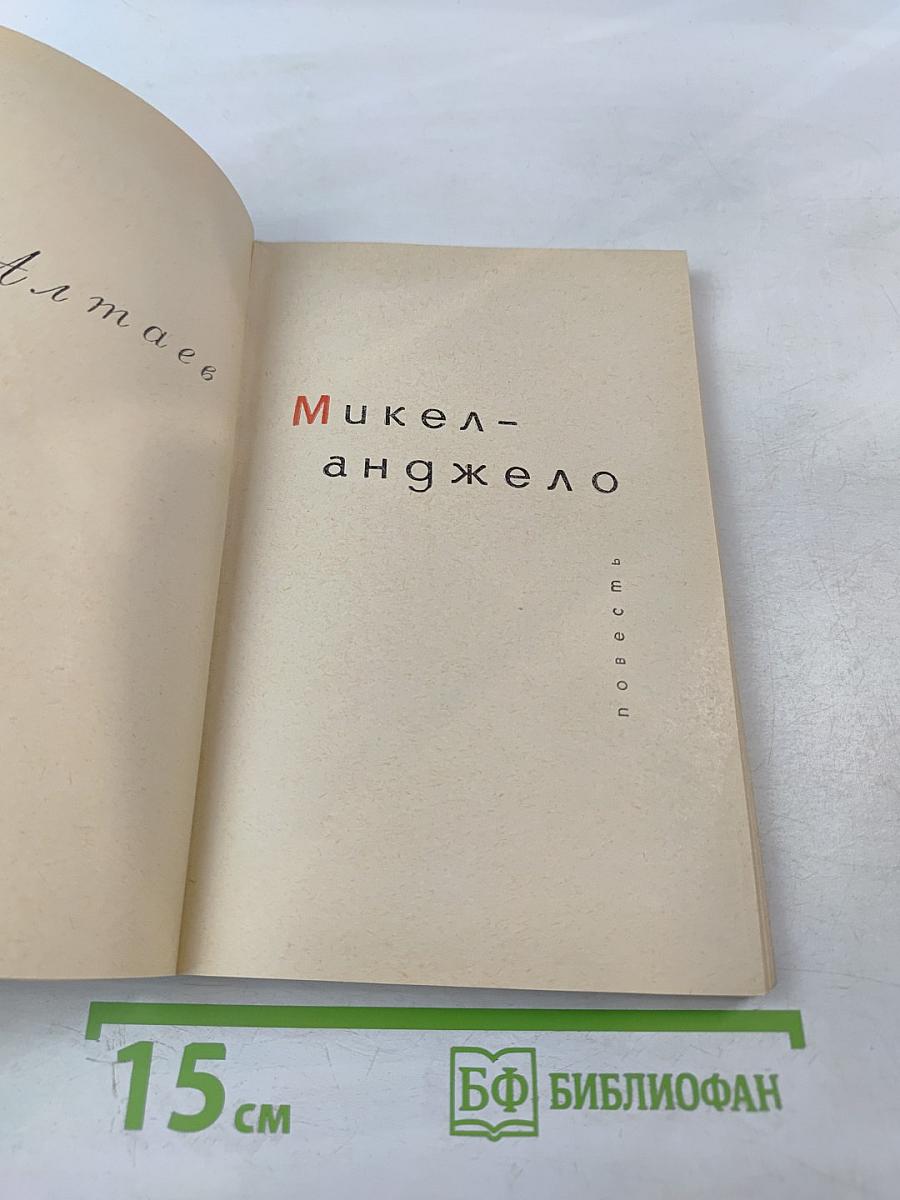 Алтаев
Микел-
анджело
повесть
15 см
БФ БИБЛИОФАН